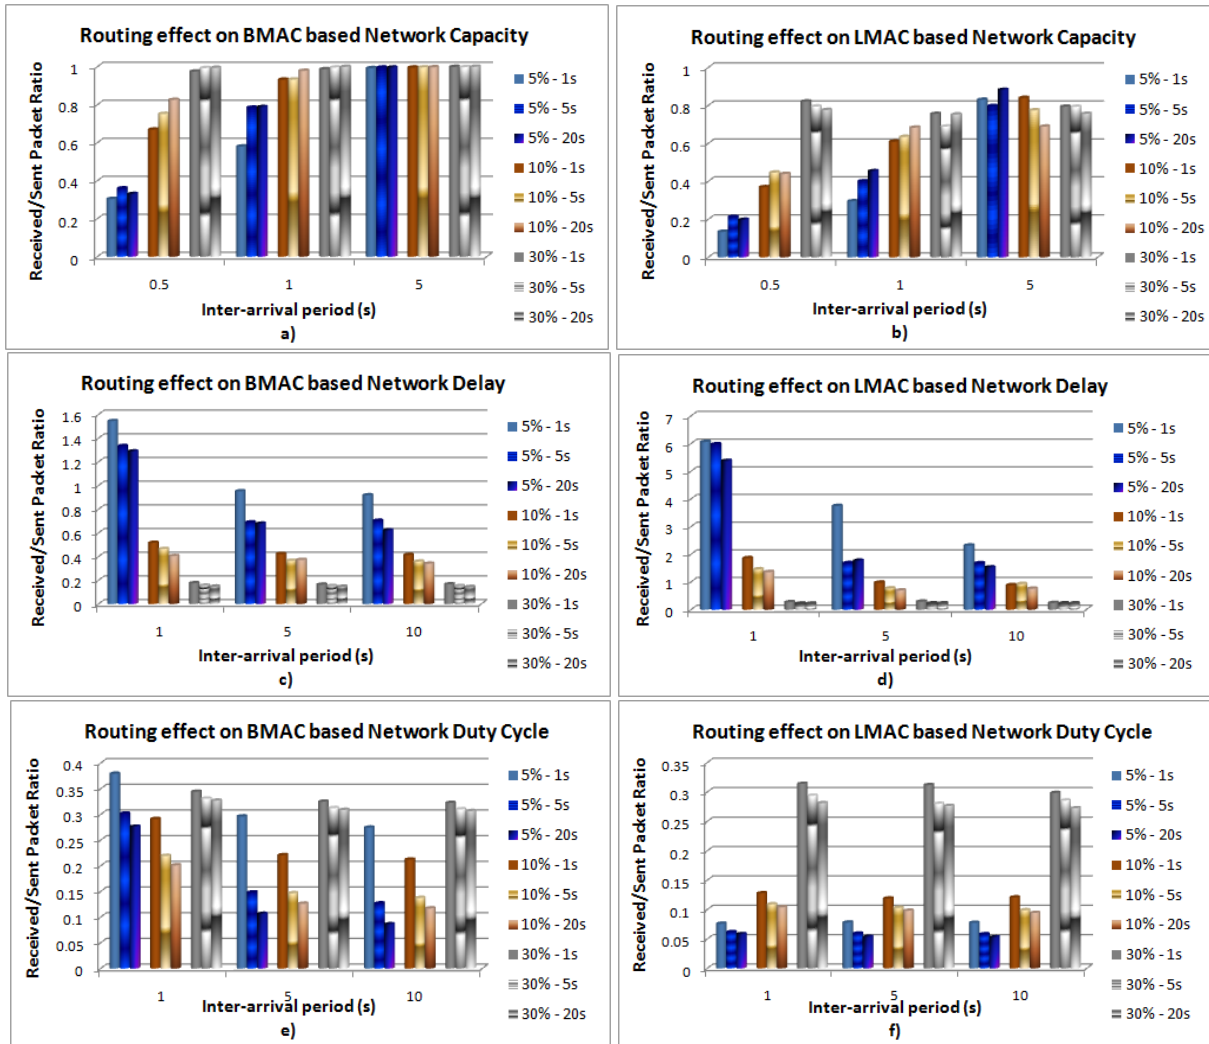 Routing effect on BMAC based Network Capacity
Received/Sent Packet Ratio
1
0.8
0.6
0.4
0.2
0
0.5
1
5
Inter-arrival period (s)
a)
5% - 1s
5% - 5s
5% - 20s
10% - 1s
10% - 5s
10% - 20s
30% - 1s
30% - 5s
30% - 20s
Routing effect on LMAC based Network Capacity
Received/Sent Packet Ratio
1
0.8
0.6
0.4
0.2
0
0.5
1
5
Inter-arrival period (s)
b)
5% - 1s
5% - 5s
5% - 20s
10% - 1s
10% - 5s
10% - 20s
30% - 1s
30% - 5s
30% - 20s
Routing effect on BMAC based Network Delay
Received/Sent Packet Ratio
1.6
1.4
1.2
1
0.8
0.6
0.4
0.2
0
1
5
10
Inter-arrival period (s)
c)
5% - 1s
5% - 5s
5% - 20s
10% - 1s
10% - 5s
10% - 20s
30% - 1s
30% - 5s
30% - 20s
Routing effect on LMAC based Network Delay
Received/Sent Packet Ratio
7
6
5
4
3
2
1
0
1
5
10
Inter-arrival period (s)
d)
5% - 1s
5% - 5s
5% - 20s
10% - 1s
10% - 5s
10% - 20s
30% - 1s
30% - 5s
30% - 20s
Routing effect on BMAC based Network Duty Cycle
Received/Sent Packet Ratio
0.4
0.35
0.3
0.25
0.2
0.15
0.1
0.05
0
1
5
10
Inter-arrival period (s)
e)
5% - 1s
5% - 5s
5% - 20s
10% - 1s
10% - 5s
10% - 20s
30% - 1s
30% - 5s
30% - 20s
Routing effect on LMAC based Network Duty Cycle
Received/Sent Packet Ratio
0.35
0.3
0.25
0.2
0.15
0.1
0.05
0
1
5
10
Inter-arrival period (s)
f)
5% - 1s
5% - 5s
5% - 20s
10% - 1s
10% - 5s
10% - 20s
30% - 1s
30% - 5s
30% - 20s